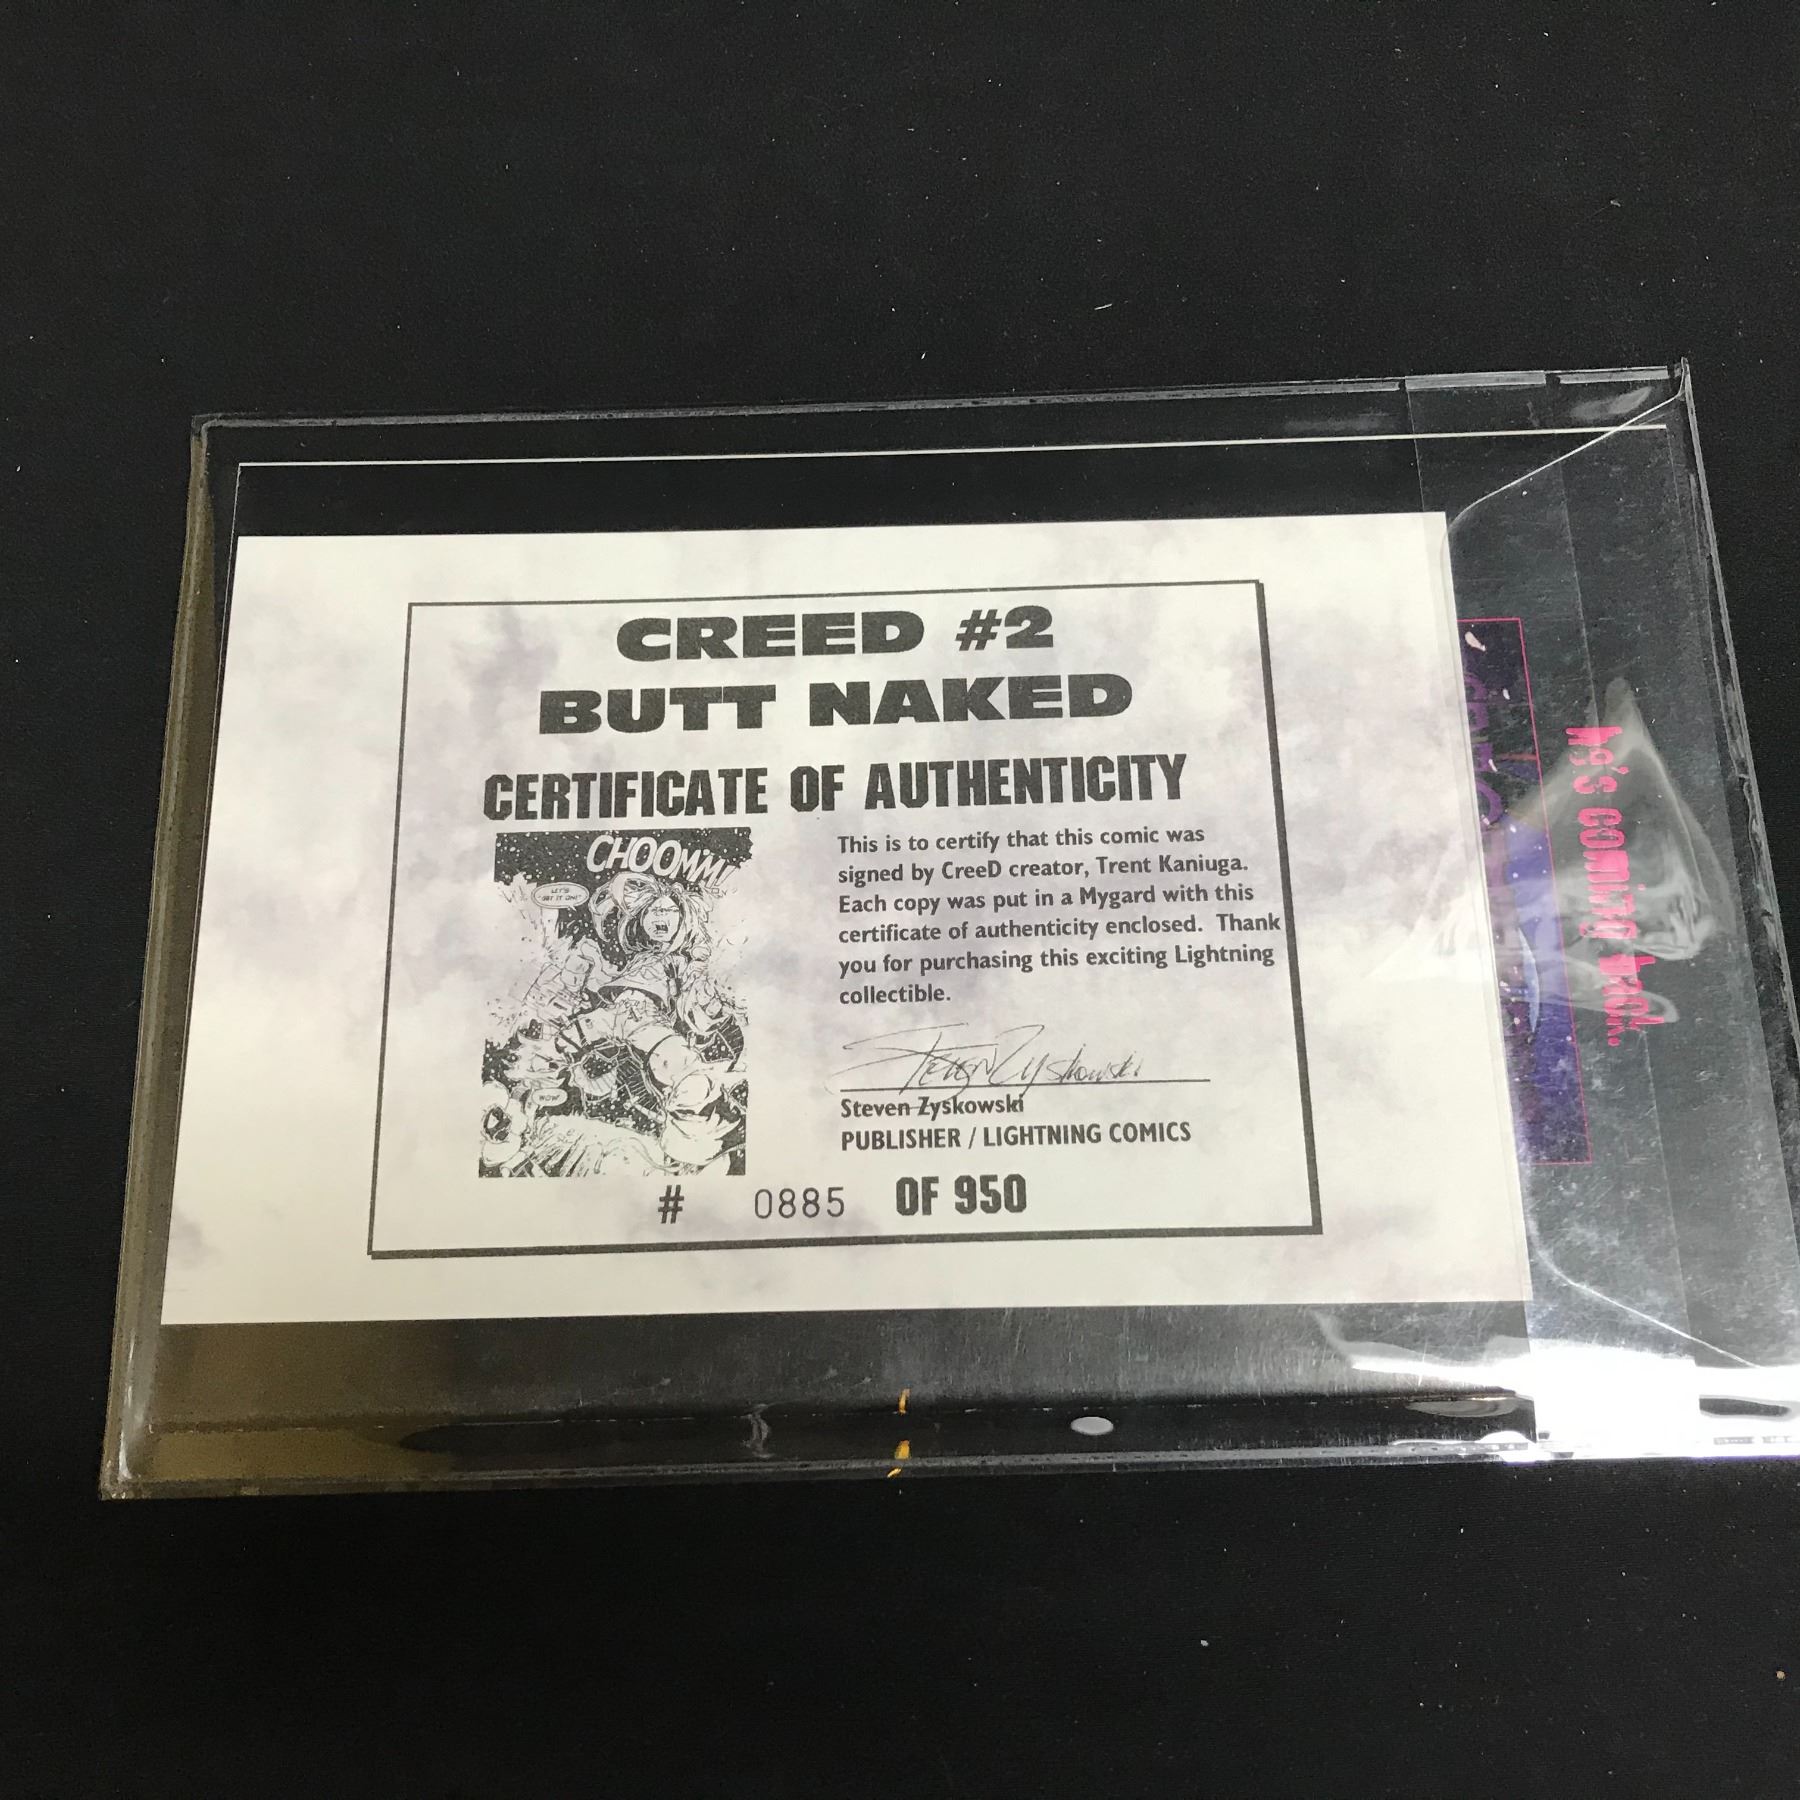 CREED #2
BUTT NAKED
CERTIFICATE OF AUTHENTICITY
CHOOMM!
LET'S
GET IT ON!
WOW!
This is to certify that this comic was
signed by CreeD creator, Trent Kaniuga.
Each copy was put in a Mygard with this
certificate of authenticity enclosed. Thank
you for purchasing this exciting Lightning
collectible.
Steven Zyskowski
Steven Zyskowski
PUBLISHER / LIGHTNING COMICS
# 0885 OF 950
he's coming back.